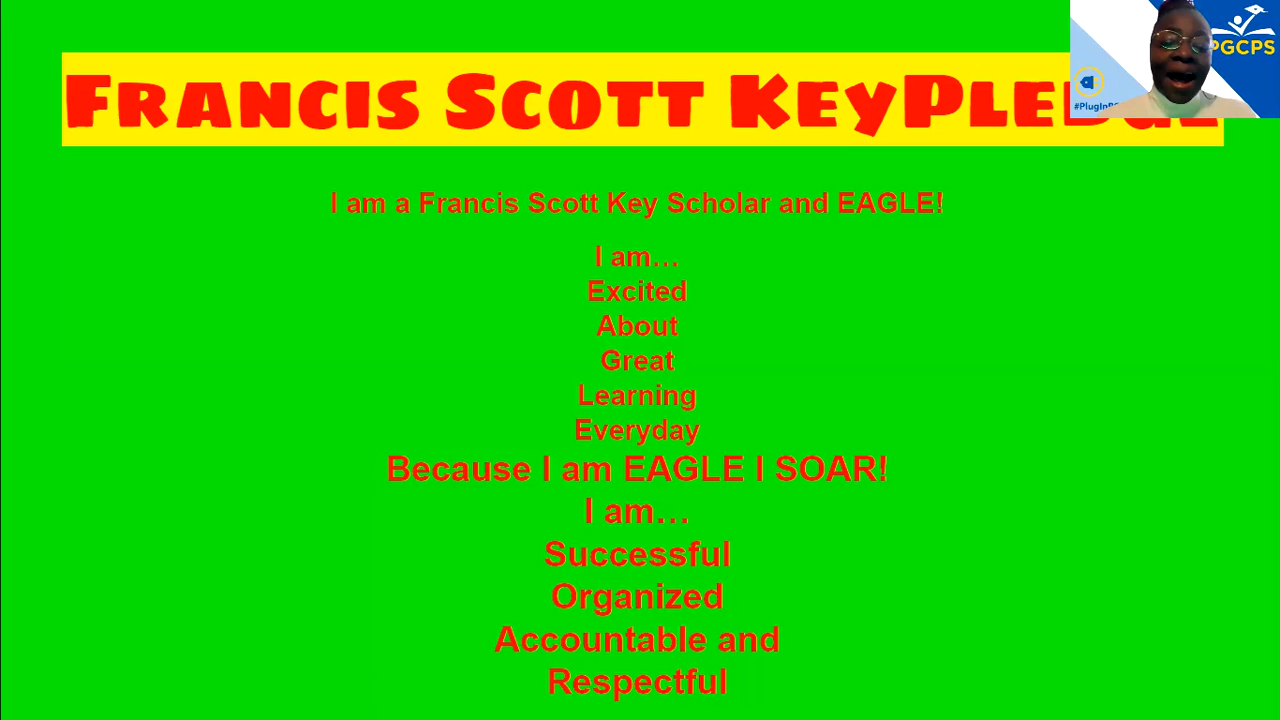 Francis Scott KeyPledge
PGCPS
I am a Francis Scott Key Scholar and EAGLE!
I am...
Excited
About
Great
Learning
Everyday
Because I am EAGLE I SOAR!
I am...
Successful
Organized
Accountable and
Respectful